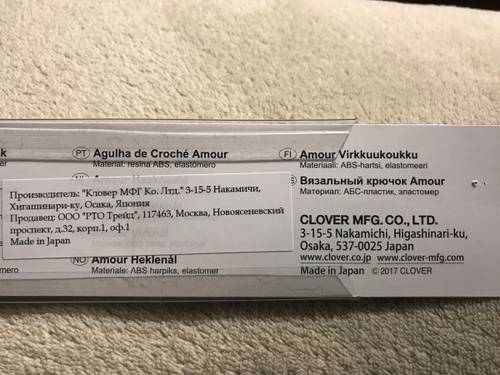 k
PT Agulha de Croché Amour
Material: resina ABS, elastómero
FI Amour Virkkuukoukku
Materiaali: ABS-hartsi, elastomeeri
Вязальный крючок Amour
Материал: АБС-пластик, эластомер
Производитель: "Кловер МФГ Ко. Лтд." 3-15-5 Накамичи,
Хигашинари-ку, Осака, Япония
Продавец: ООО "РТО Трейд", 117463, Москва, Новоясеневский
проспект, д.32, корп.1, оф.1
Made in Japan
NO Amour Heklenål
Materiale: ABS harpiks, elastomer
CLOVER MFG.CO., LTD.
3-15-5 Nakamichi, Higashinari-ku,
Osaka, 537-0025 Japan
www.clover.co.jp www.clover-mfg.com
Made in Japan © 2017 CLOVER